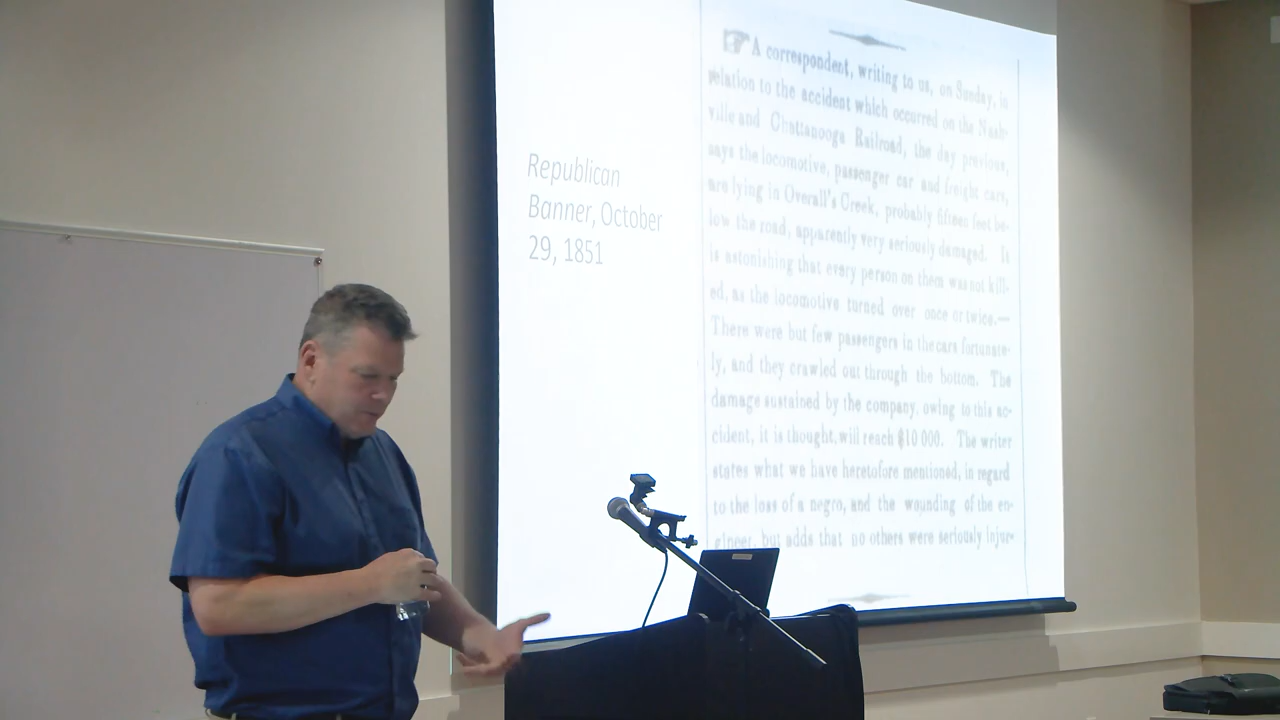 Republican
Banner, October
29, 1851
A correspondent, writing to us, on Sunday, in
relation to the accident which occurred on the Nash-
ville and Chattanooga Railroad, the day previous,
says the locomotive, passenger car and freight cars,
are lying in Overall's Creek, probably fifteen feet be-
low the road, apparently very seriously damaged. It
is astonishing that every person on them was not kill-
ed, as the locomotive turned over once or twice.—
There were but few passengers in the cars fortunate-
ly, and they crawled out through the bottom. The
damage sustained by the company, owing to this ac-
cident, it is thought, will reach $10 000. The writer
states what we have heretofore mentioned, in regard
to the loss of a negro, and the wounding of the en-
gineer, but adds that no others were seriously injur-